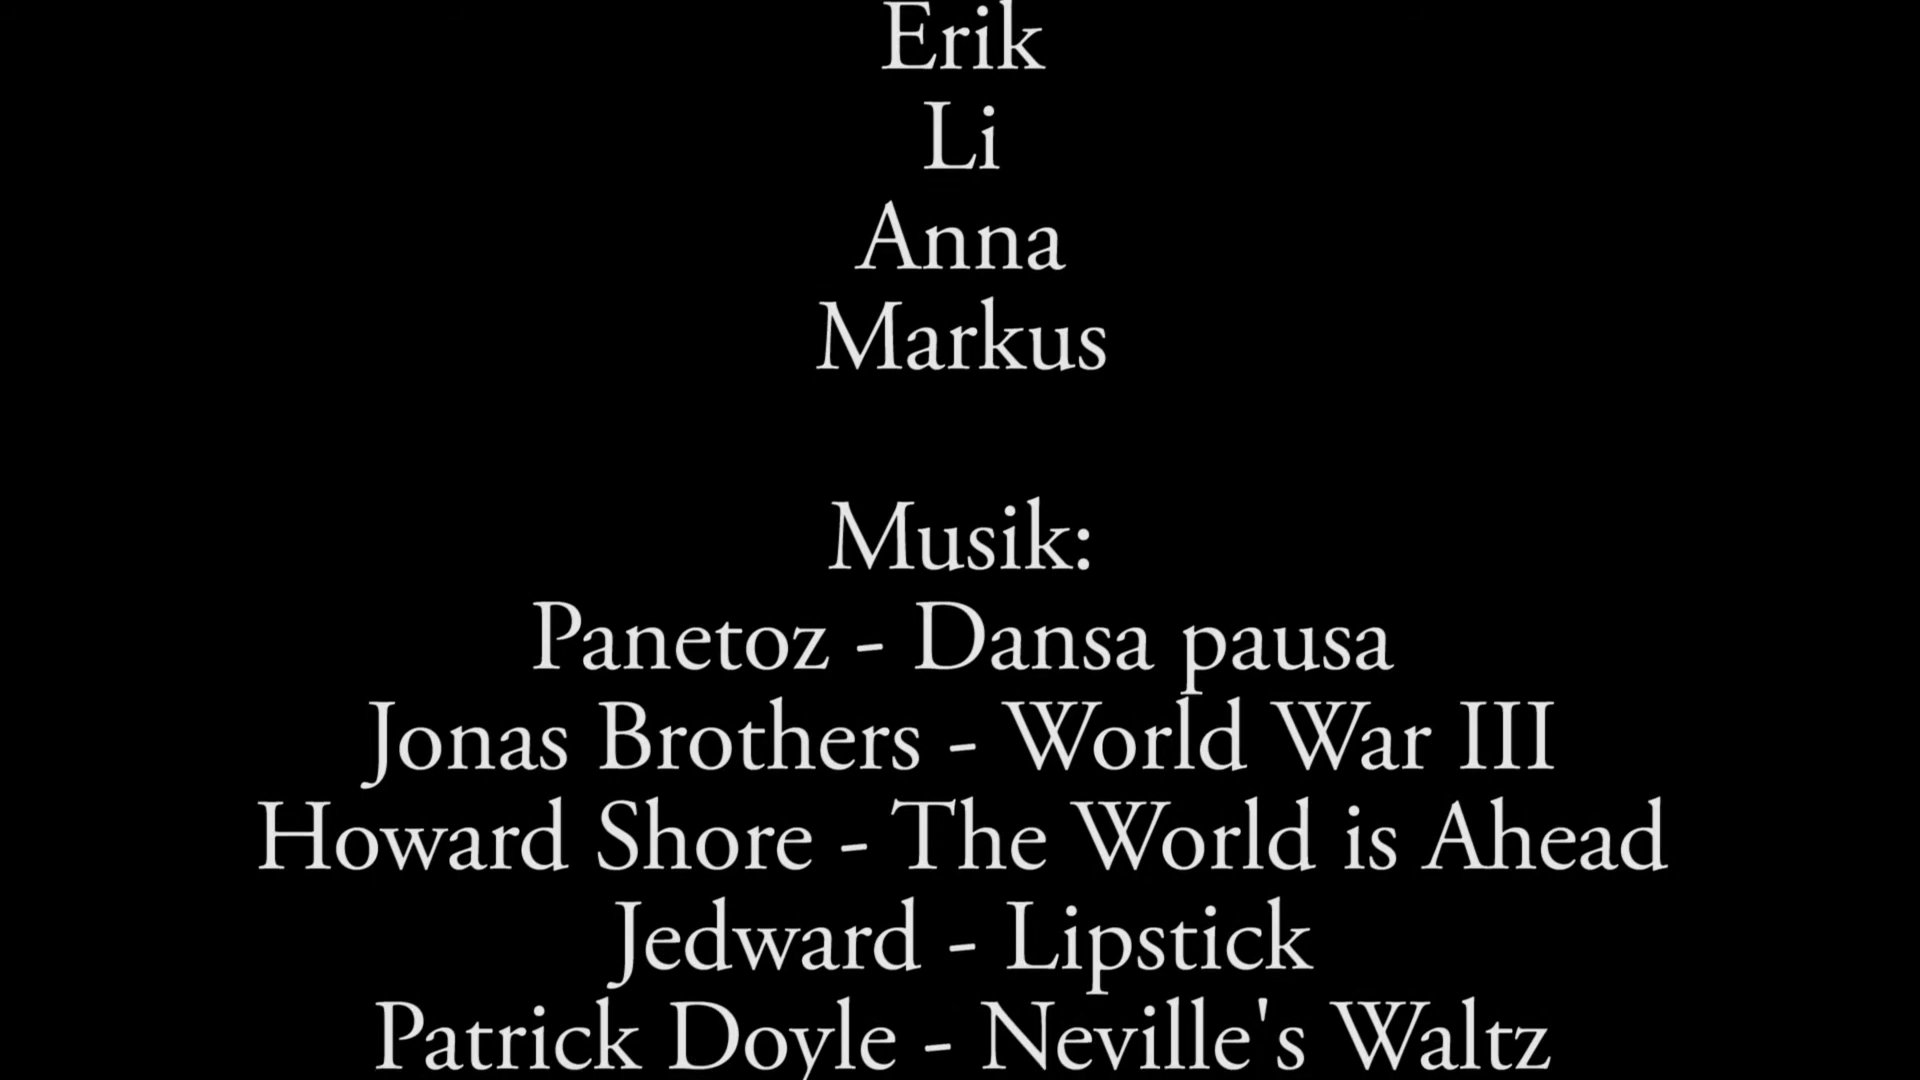 Erik
Li
Anna
Markus
Musik:
Panetoz - Dansa pausa
Jonas Brothers - World War III
Howard Shore - The World is Ahead
Jedward - Lipstick
Patrick Doyle - Neville's Waltz